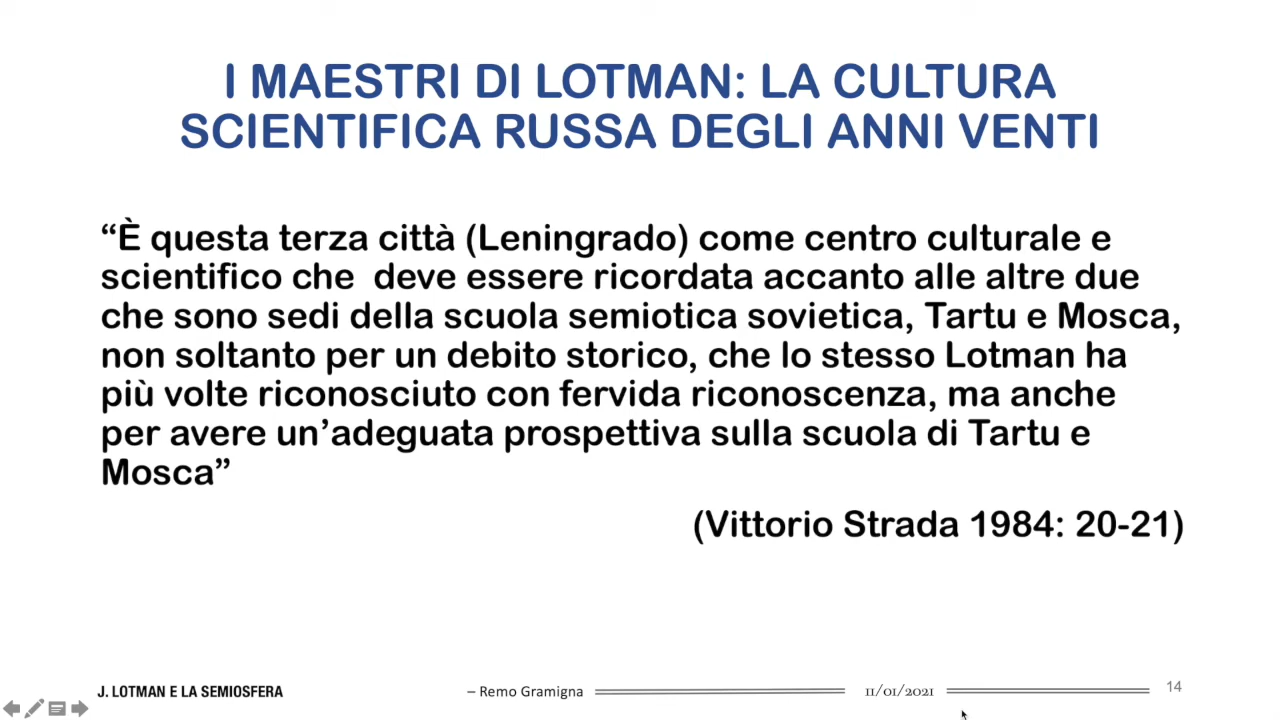 I MAESTRI DI LOTMAN: LA CULTURA
SCIENTIFICA RUSSA DEGLI ANNI VENTI
“È questa terza città (Leningrado) come centro culturale e
scientifico che  deve essere ricordata accanto alle altre due
che sono sedi della scuola semiotica sovietica, Tartu e Mosca,
non soltanto per un debito storico, che lo stesso Lotman ha
più volte riconosciuto con fervida riconoscenza, ma anche
per avere un’adeguata prospettiva sulla scuola di Tartu e
Mosca”
(Vittorio Strada 1984: 20-21)
J. LOTMAN E LA SEMIOSFERA
– Remo Gramigna
11/01/2021
14